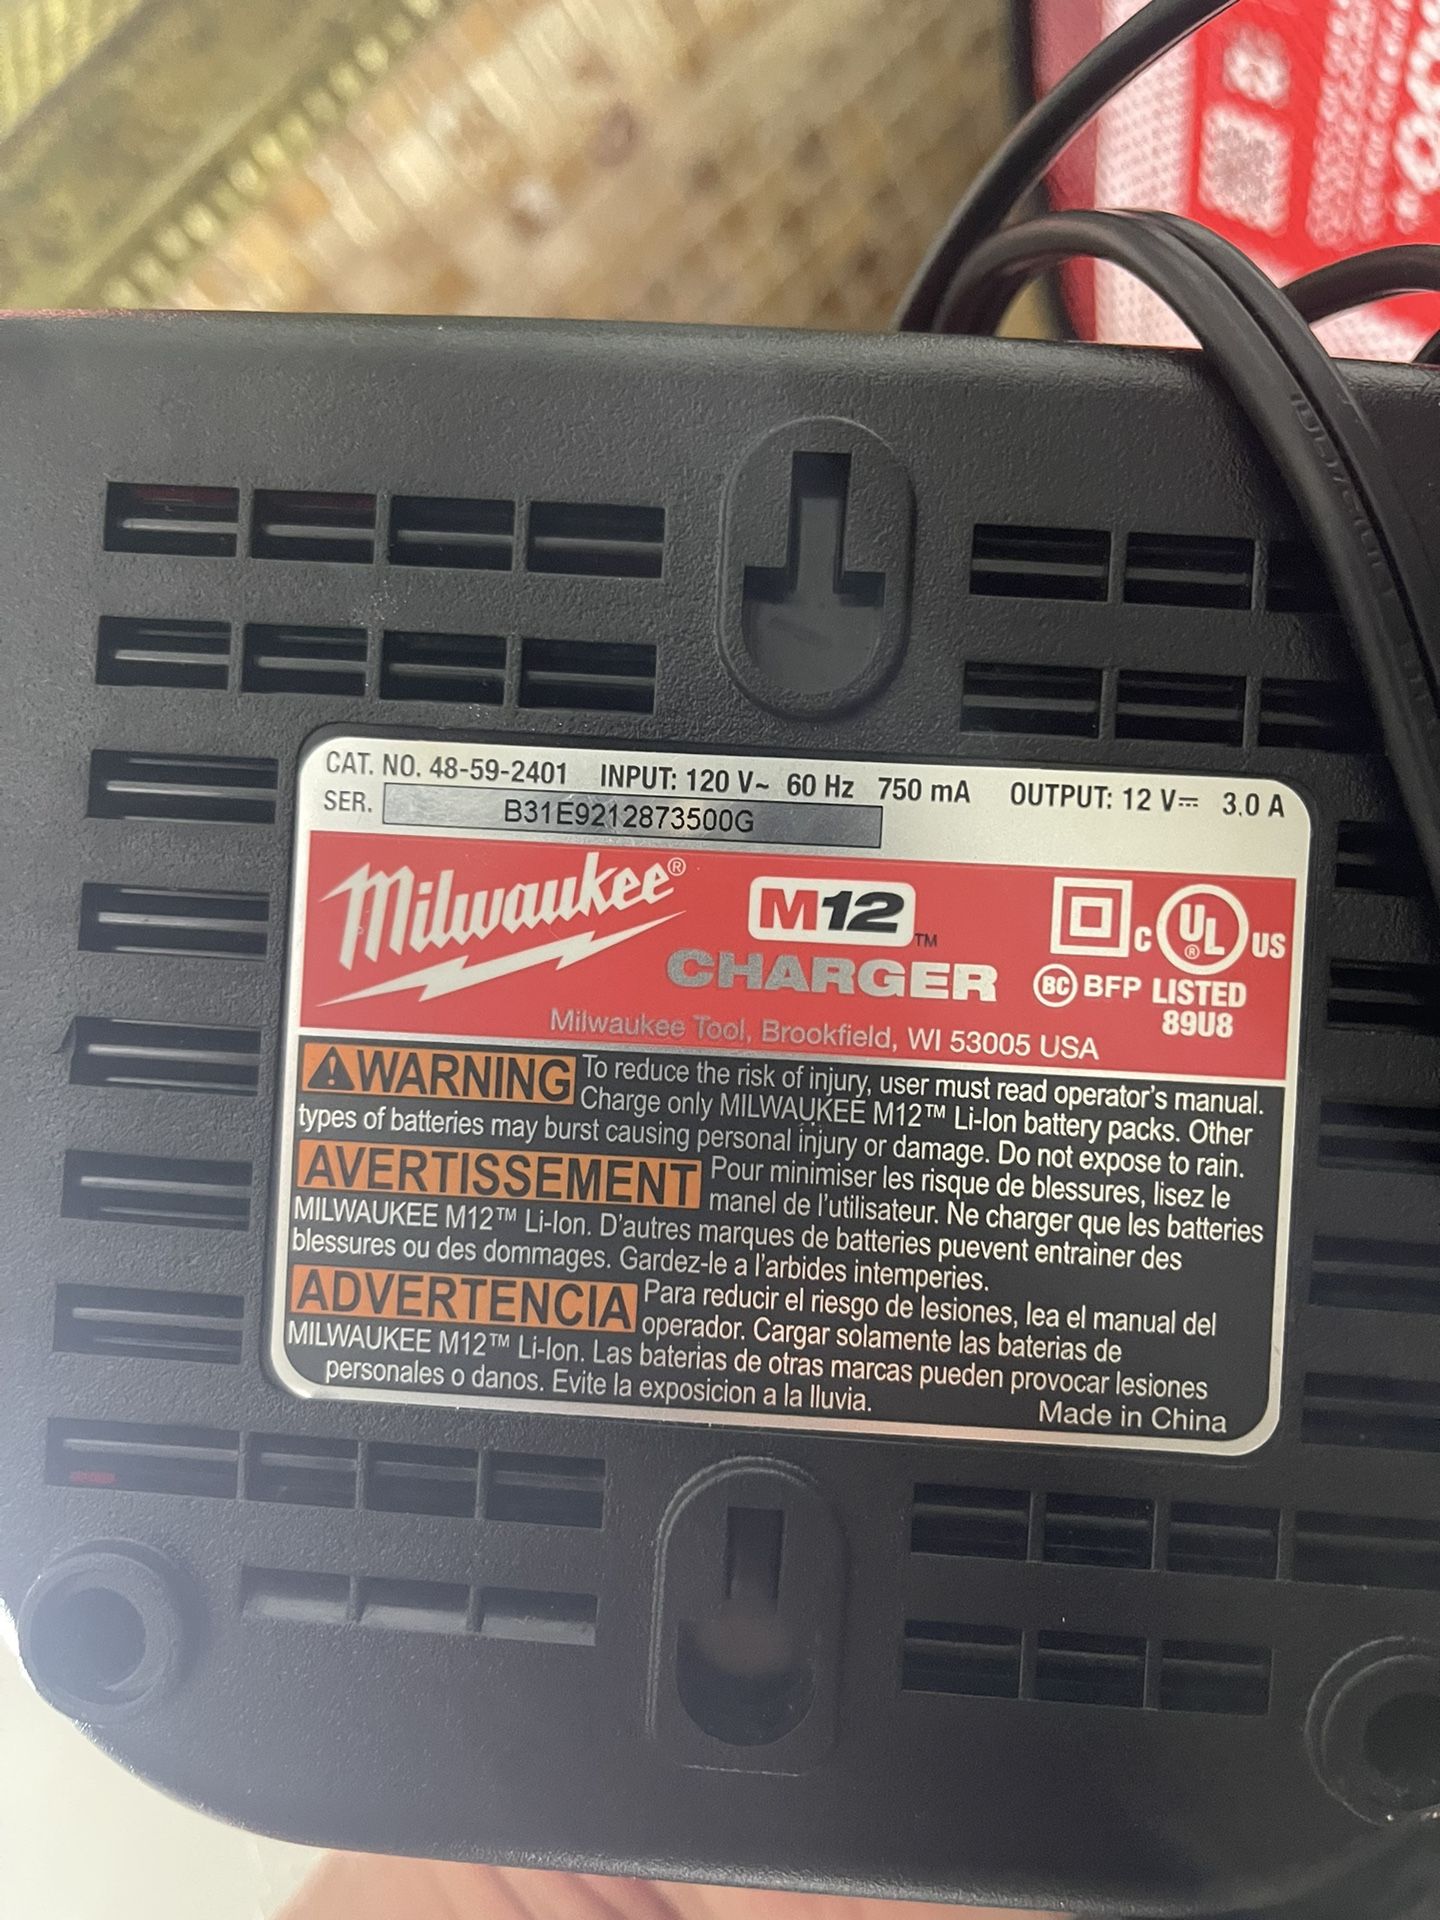 CAT. NO. 48-59-2401 INPUT: 120 V~ 60 Hz 750 mA OUTPUT: 12 V⎓ 3.0 A
SER. B31E9212873500G
Milwaukee®
M12™
CHARGER
C UL® US
BC BFP LISTED
89U8
Milwaukee Tool, Brookfield, WI 53005 USA
⚠WARNING To reduce the risk of injury, user must read operator's manual.
Charge only MILWAUKEE M12™ Li-Ion battery packs. Other
types of batteries may burst causing personal injury or damage. Do not expose to rain.
AVERTISSEMENT Pour minimiser les risque de blessures, lisez le
manel de l'utilisateur. Ne charger que les batteries
MILWAUKEE M12™ Li-Ion. D'autres marques de batteries puevent entrainer des
blessures ou des dommages. Gardez-le a l'arbides intemperies.
ADVERTENCIA Para reducir el riesgo de lesiones, lea el manual del
operador. Cargar solamente las baterias de
MILWAUKEE M12™ Li-Ion. Las baterias de otras marcas pueden provocar lesiones
personales o danos. Evite la exposicion a la lluvia.
Made in China